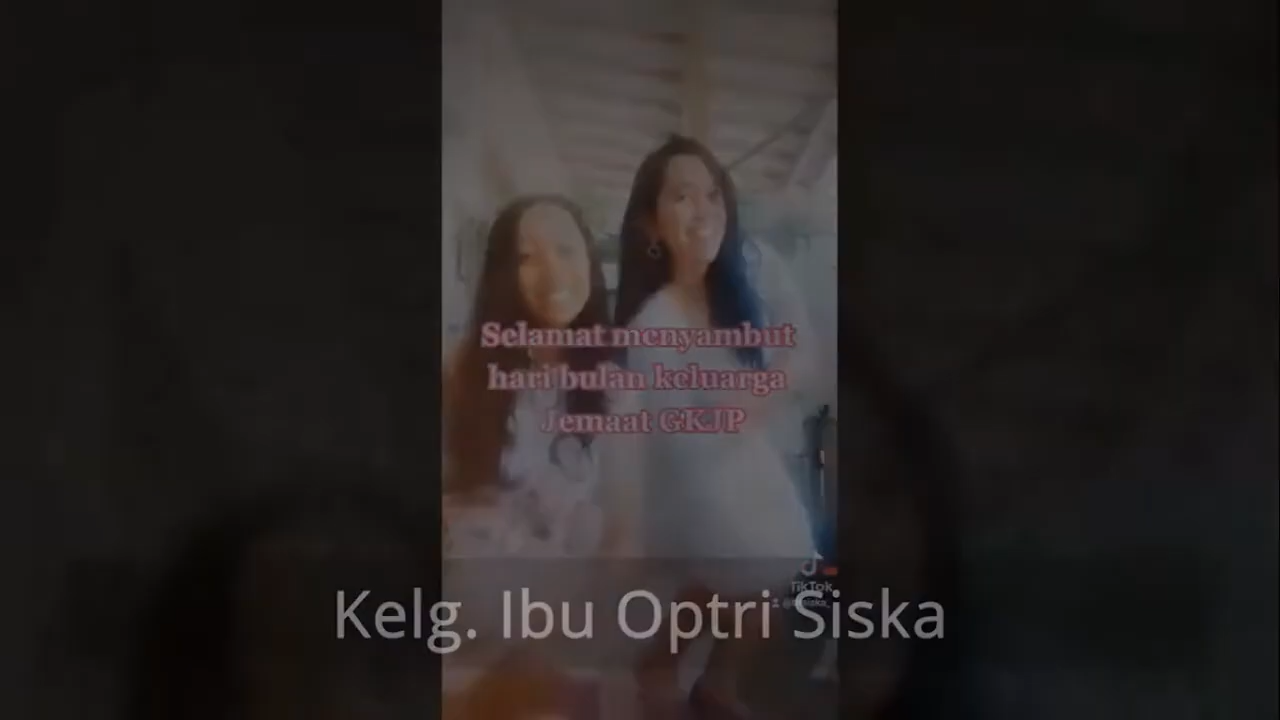 Selamat menyambut
hari bulan keluarga
Jemaat GKJP
TikTok
Kelg. Ibu Optri Siska